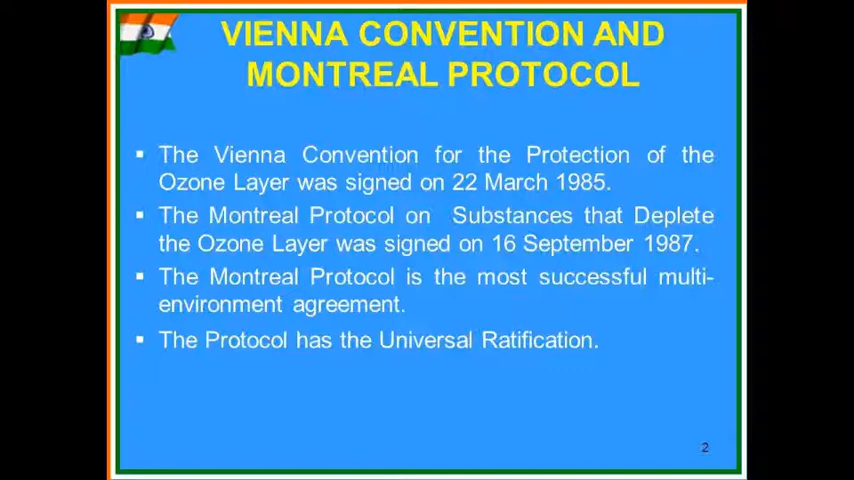 VIENNA CONVENTION AND
MONTREAL PROTOCOL
▪ The Vienna Convention for the Protection of the
Ozone Layer was signed on 22 March 1985.
▪ The Montreal Protocol on Substances that Deplete
the Ozone Layer was signed on 16 September 1987.
▪ The Montreal Protocol is the most successful multi-
environment agreement.
▪ The Protocol has the Universal Ratification.
2